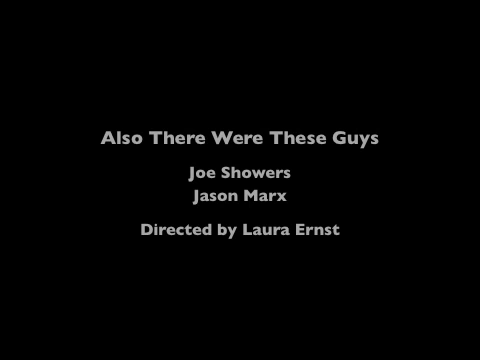 Also There Were These Guys
Joe Showers
Jason Marx
Directed by Laura Ernst